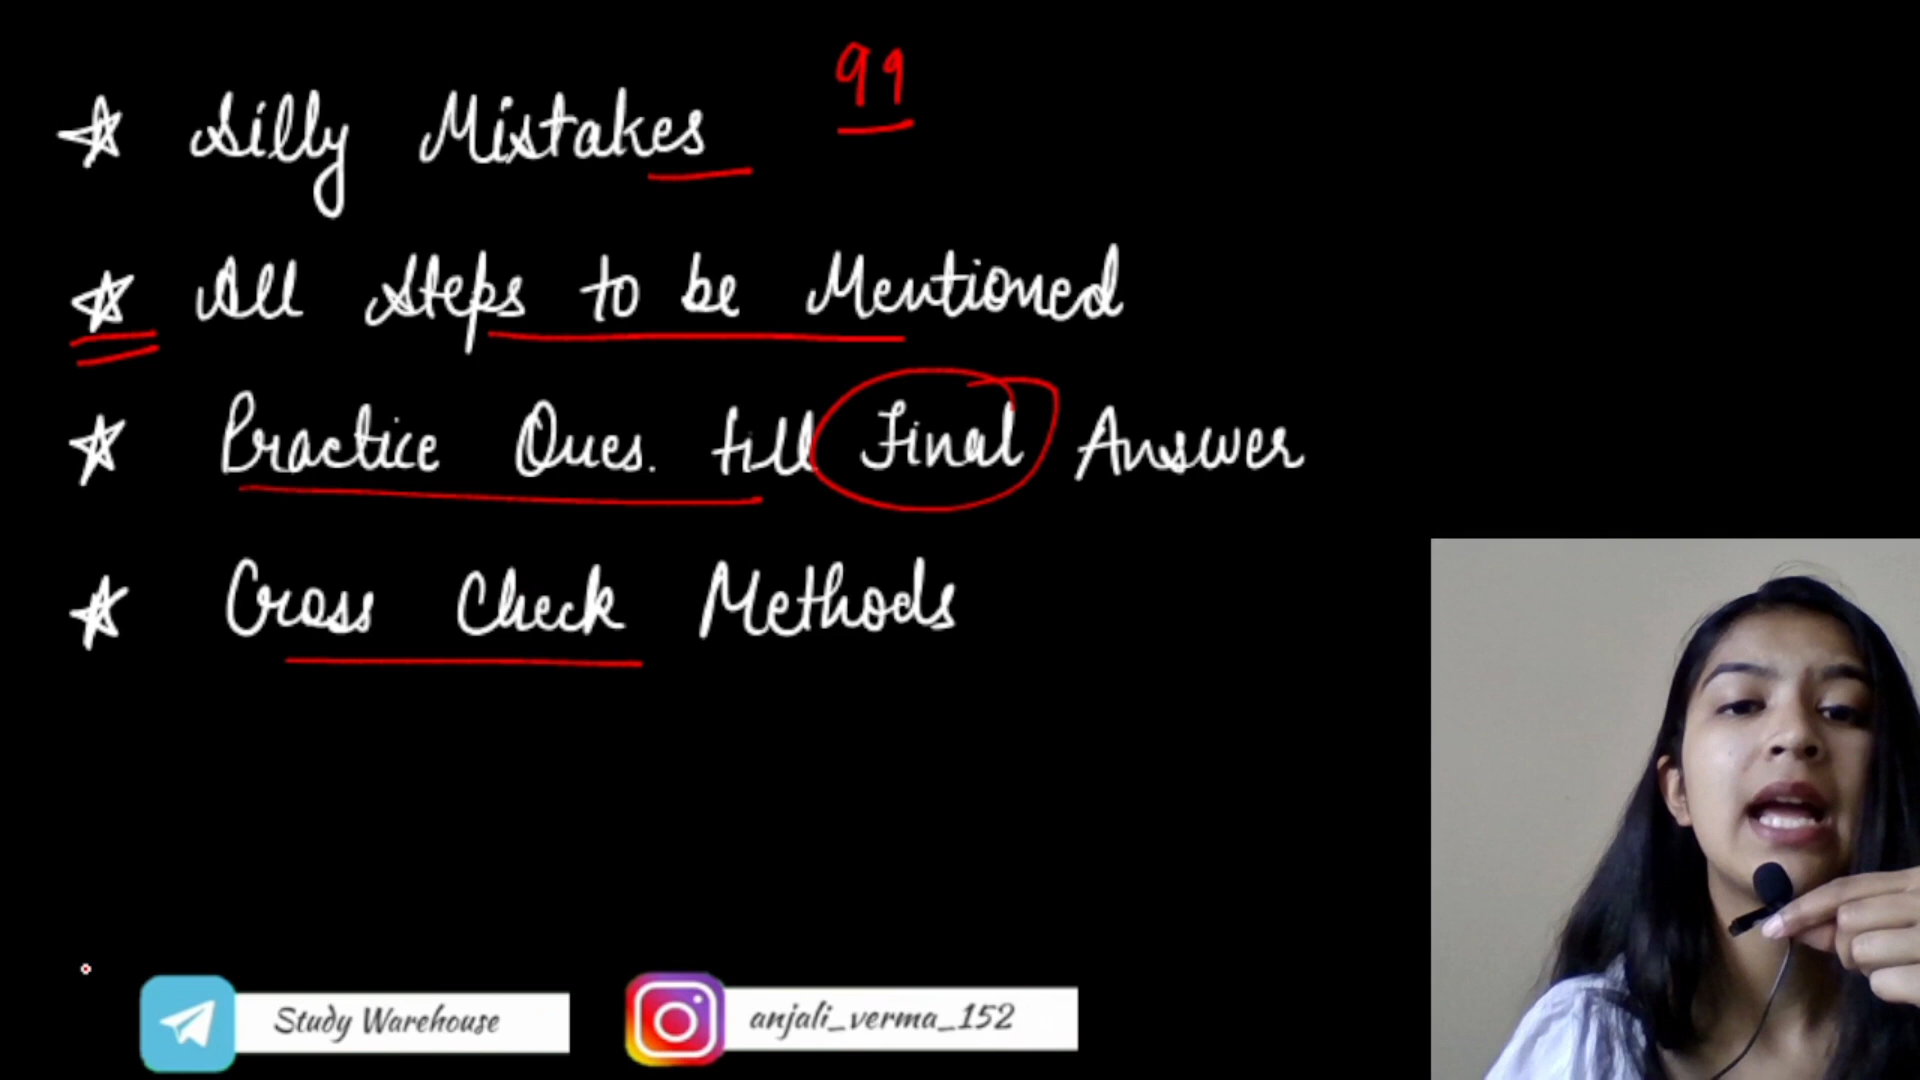 99
☆ Silly Mistakes
☆ All Steps to be Mentioned
☆ Practice Ques. till Final Answer
☆ Cross Check Methods
Study Warehouse
anjali_verma_152